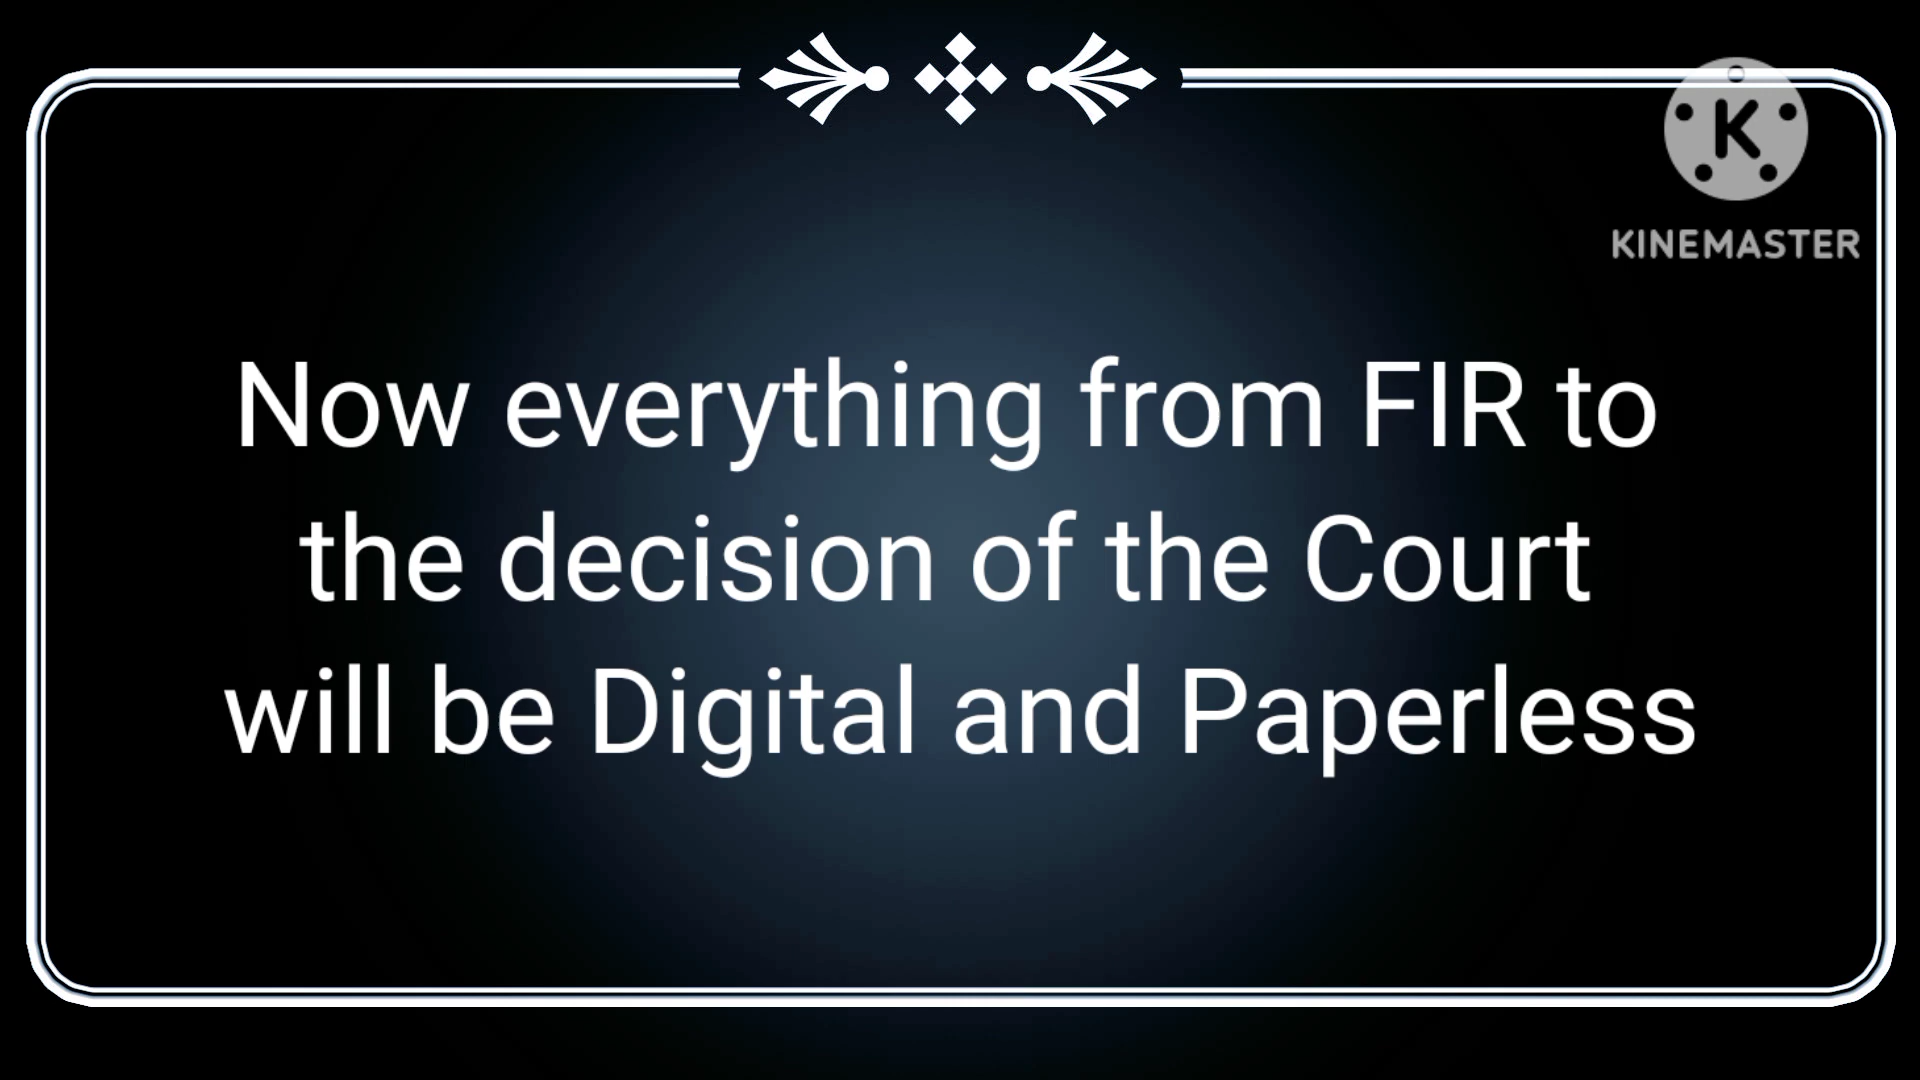 K
KINEMASTER
Now everything from FIR to
the decision of the Court
will be Digital and Paperless